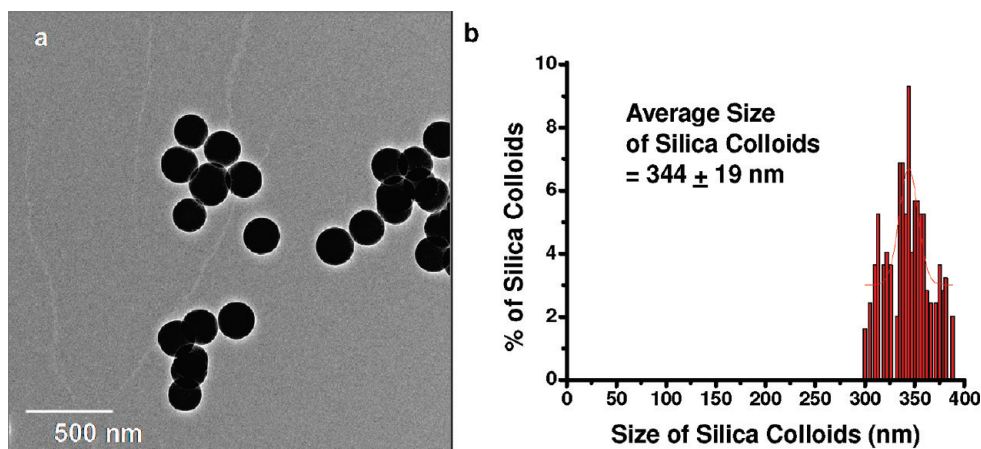 a
500 nm
b
Average Size
of Silica Colloids
= 344 ± 19 nm
% of Silica Colloids
10
8
6
4
2
0
0 50 100 150 200 250 300 350 400
Size of Silica Colloids (nm)